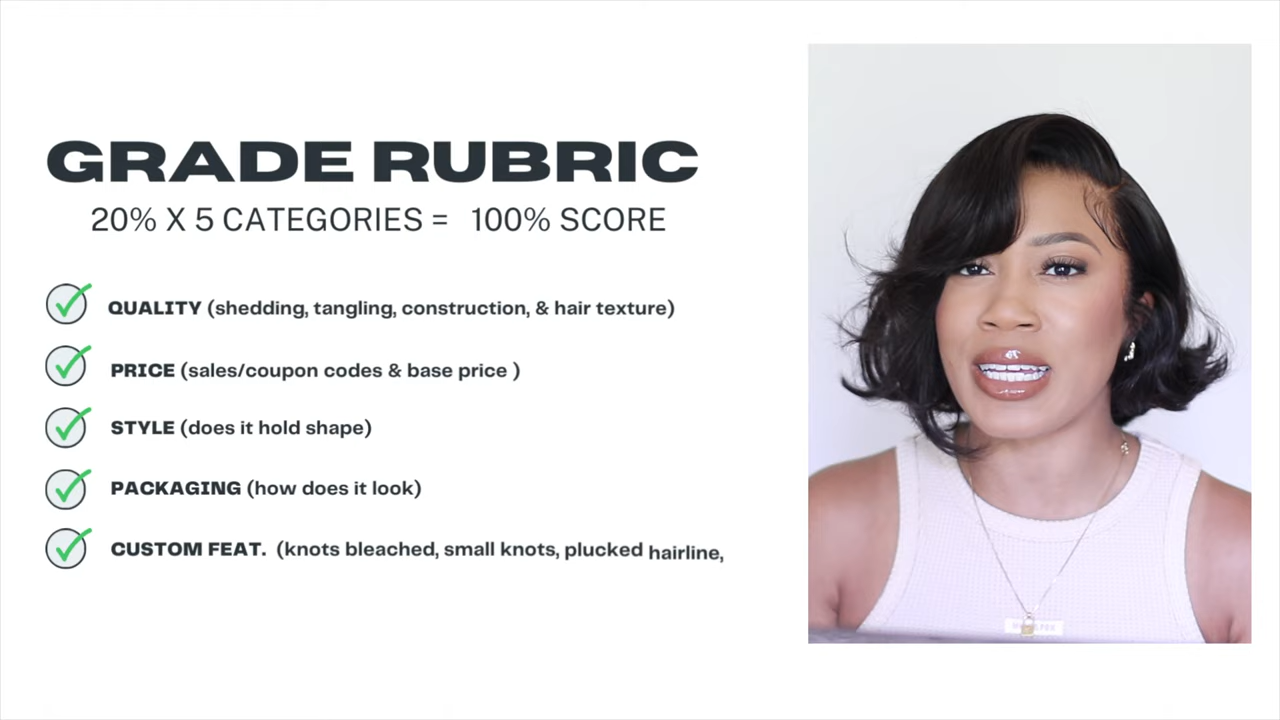 GRADE RUBRIC
20% X 5 CATEGORIES = 100% SCORE
QUALITY (shedding, tangling, construction, & hair texture)
PRICE (sales/coupon codes & base price )
STYLE (does it hold shape)
PACKAGING (how does it look)
CUSTOM FEAT. (knots bleached, small knots, plucked hairline,